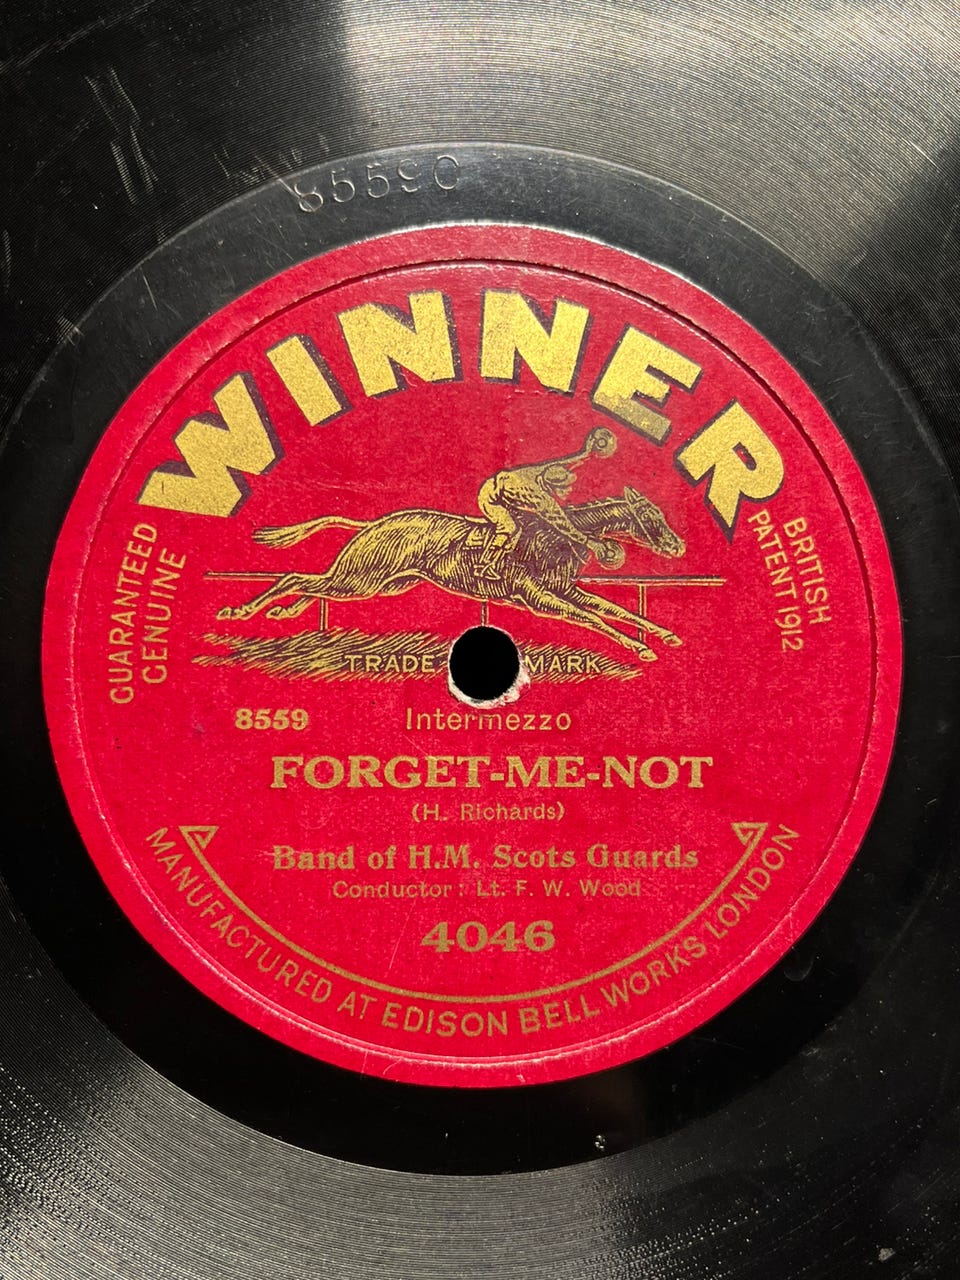 85590
WINNER
GUARANTEED
GENUINE
BRITISH
PATENT 1912
TRADE MARK
8559
Intermezzo
FORGET-ME-NOT
(H. Richards)
Band of H.M. Scots Guards
Conductor: Lt. F. W. Wood
4046
MANUFACTURED AT EDISON BELL WORKS LONDON